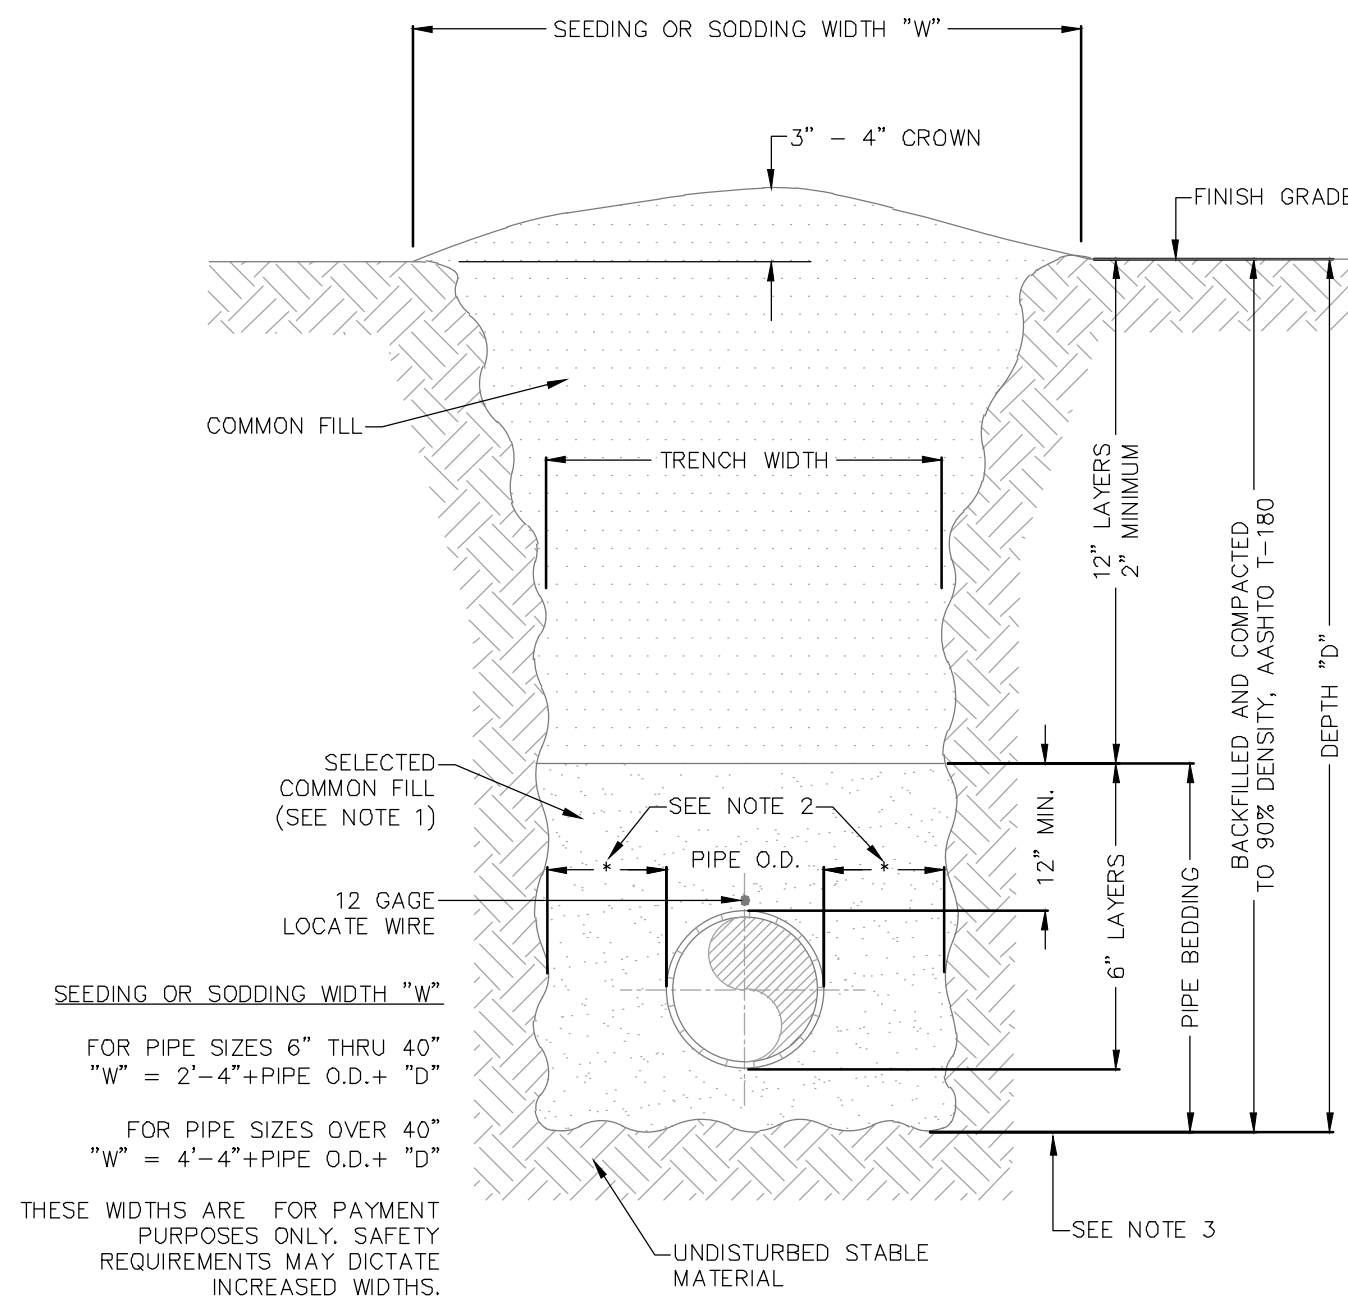 SEEDING OR SODDING WIDTH "W"
3" - 4" CROWN
FINISH GRADE
COMMON FILL
TRENCH WIDTH
12" LAYERS
2" MINIMUM
BACKFILLED AND COMPACTED
TO 90% DENSITY, AASHTO T-180
DEPTH "D"
SELECTED
COMMON FILL
(SEE NOTE 1)
SEE NOTE 2
* PIPE O.D. *
12" MIN.
6" LAYERS
PIPE BEDDING
12 GAGE
LOCATE WIRE
SEEDING OR SODDING WIDTH "W"
FOR PIPE SIZES 6" THRU 40"
"W" = 2'-4"+PIPE O.D.+ "D"
FOR PIPE SIZES OVER 40"
"W" = 4'-4"+PIPE O.D.+ "D"
THESE WIDTHS ARE FOR PAYMENT
PURPOSES ONLY. SAFETY
REQUIREMENTS MAY DICTATE
INCREASED WIDTHS.
SEE NOTE 3
UNDISTURBED STABLE
MATERIAL